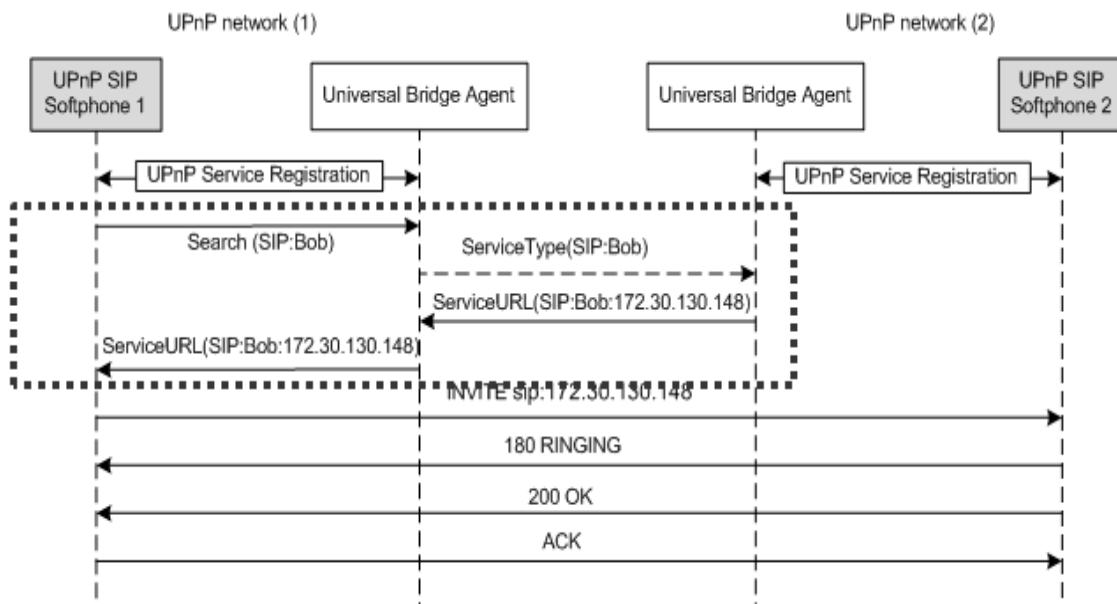 UPnP network (1)
UPnP network (2)
UPnP SIP
Softphone 1
Universal Bridge Agent
Universal Bridge Agent
UPnP SIP
Softphone 2
UPnP Service Registration
UPnP Service Registration
Search (SIP:Bob)
ServiceType(SIP:Bob)
ServiceURL(SIP:Bob:172.30.130.148)
ServiceURL(SIP:Bob:172.30.130.148)
INVITE sip:172.30.130.148
180 RINGING
200 OK
ACK